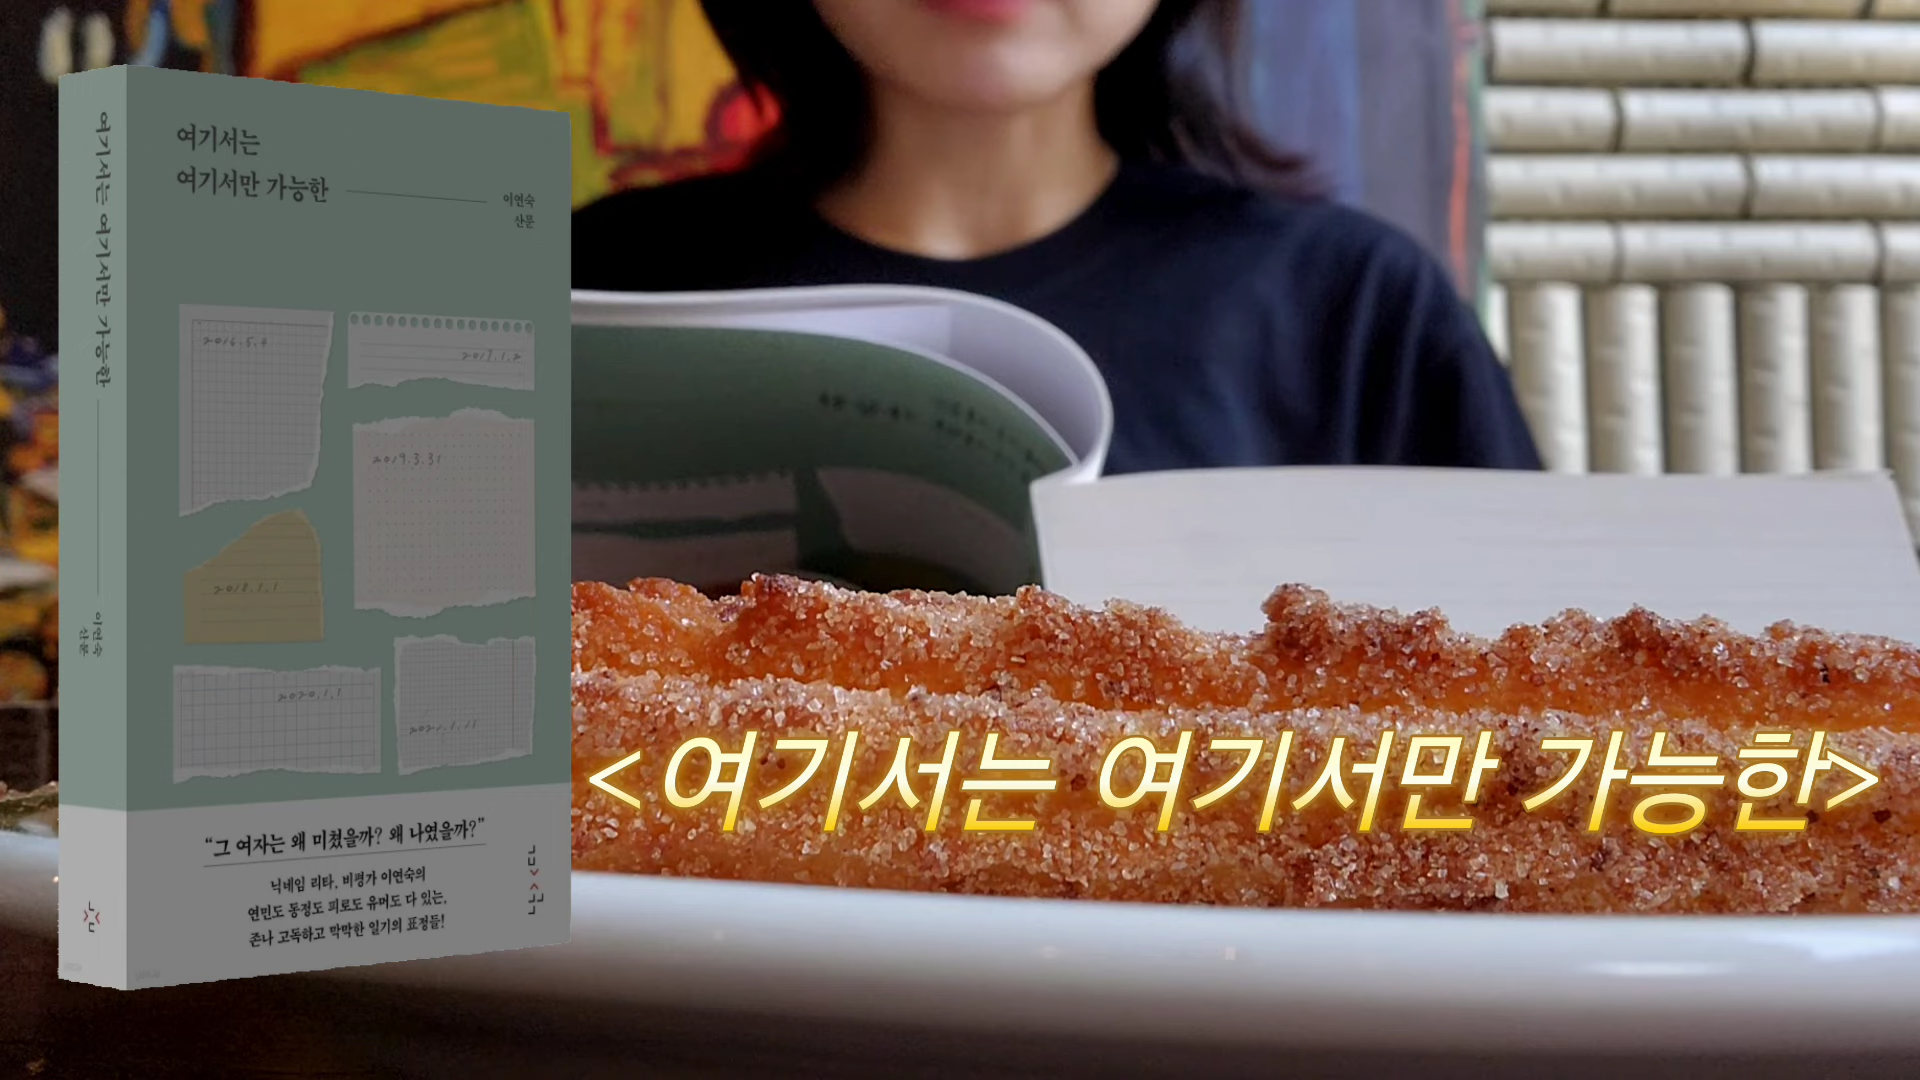 여기서는 여기서만 가능한
이연숙
산문
여기서는
여기서만 가능한
이연숙
산문
2016.5.4
2017.1.2
2019.3.31
2018.1.1
2020.1.1
2021.1.11
“그 여자는 왜 미쳤을까? 왜 나였을까?”
닉네임 리타, 비평가 이연숙의
연민도 동정도 피로도 유머도 다 있는,
존나 고독하고 막막한 일기의 표정들!
<여기서는 여기서만 가능한>